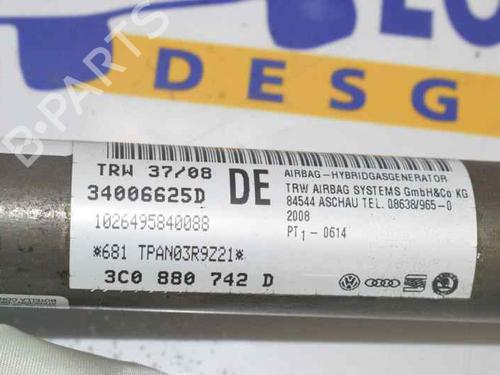 LO
DESG
B-PARTS
TRW 37/08
34006625D
DE
1026495840088
*681 TPAN03R9Z21*
3C0 880 742 D
AIRBAG-HYBRIDGASGENERATOR
TRW AIRBAG SYSTEMS GmbH&Co KG
84544 ASCHAU TEL. 08638/965-0
2008
PT1- 0614